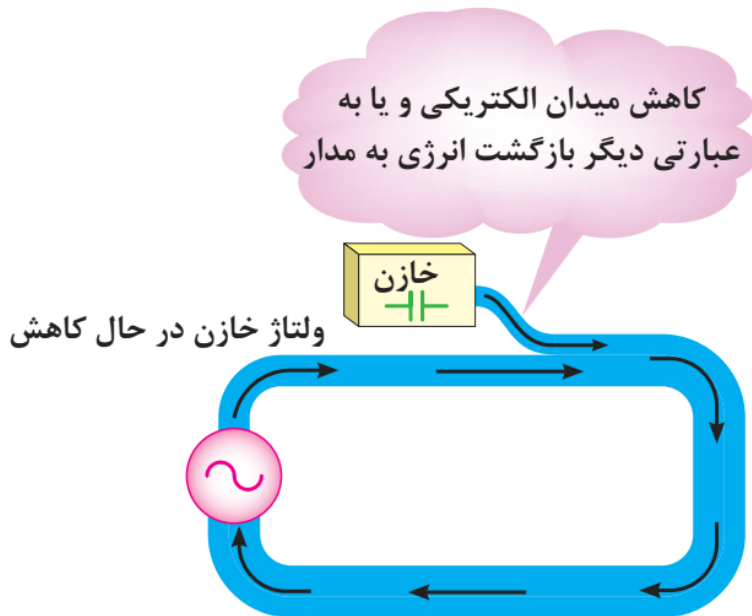 کاهش میدان الکتریکی و یا به
عبارتی دیگر بازگشت انرژی به مدار
خازن
ولتاژ خازن در حال کاهش